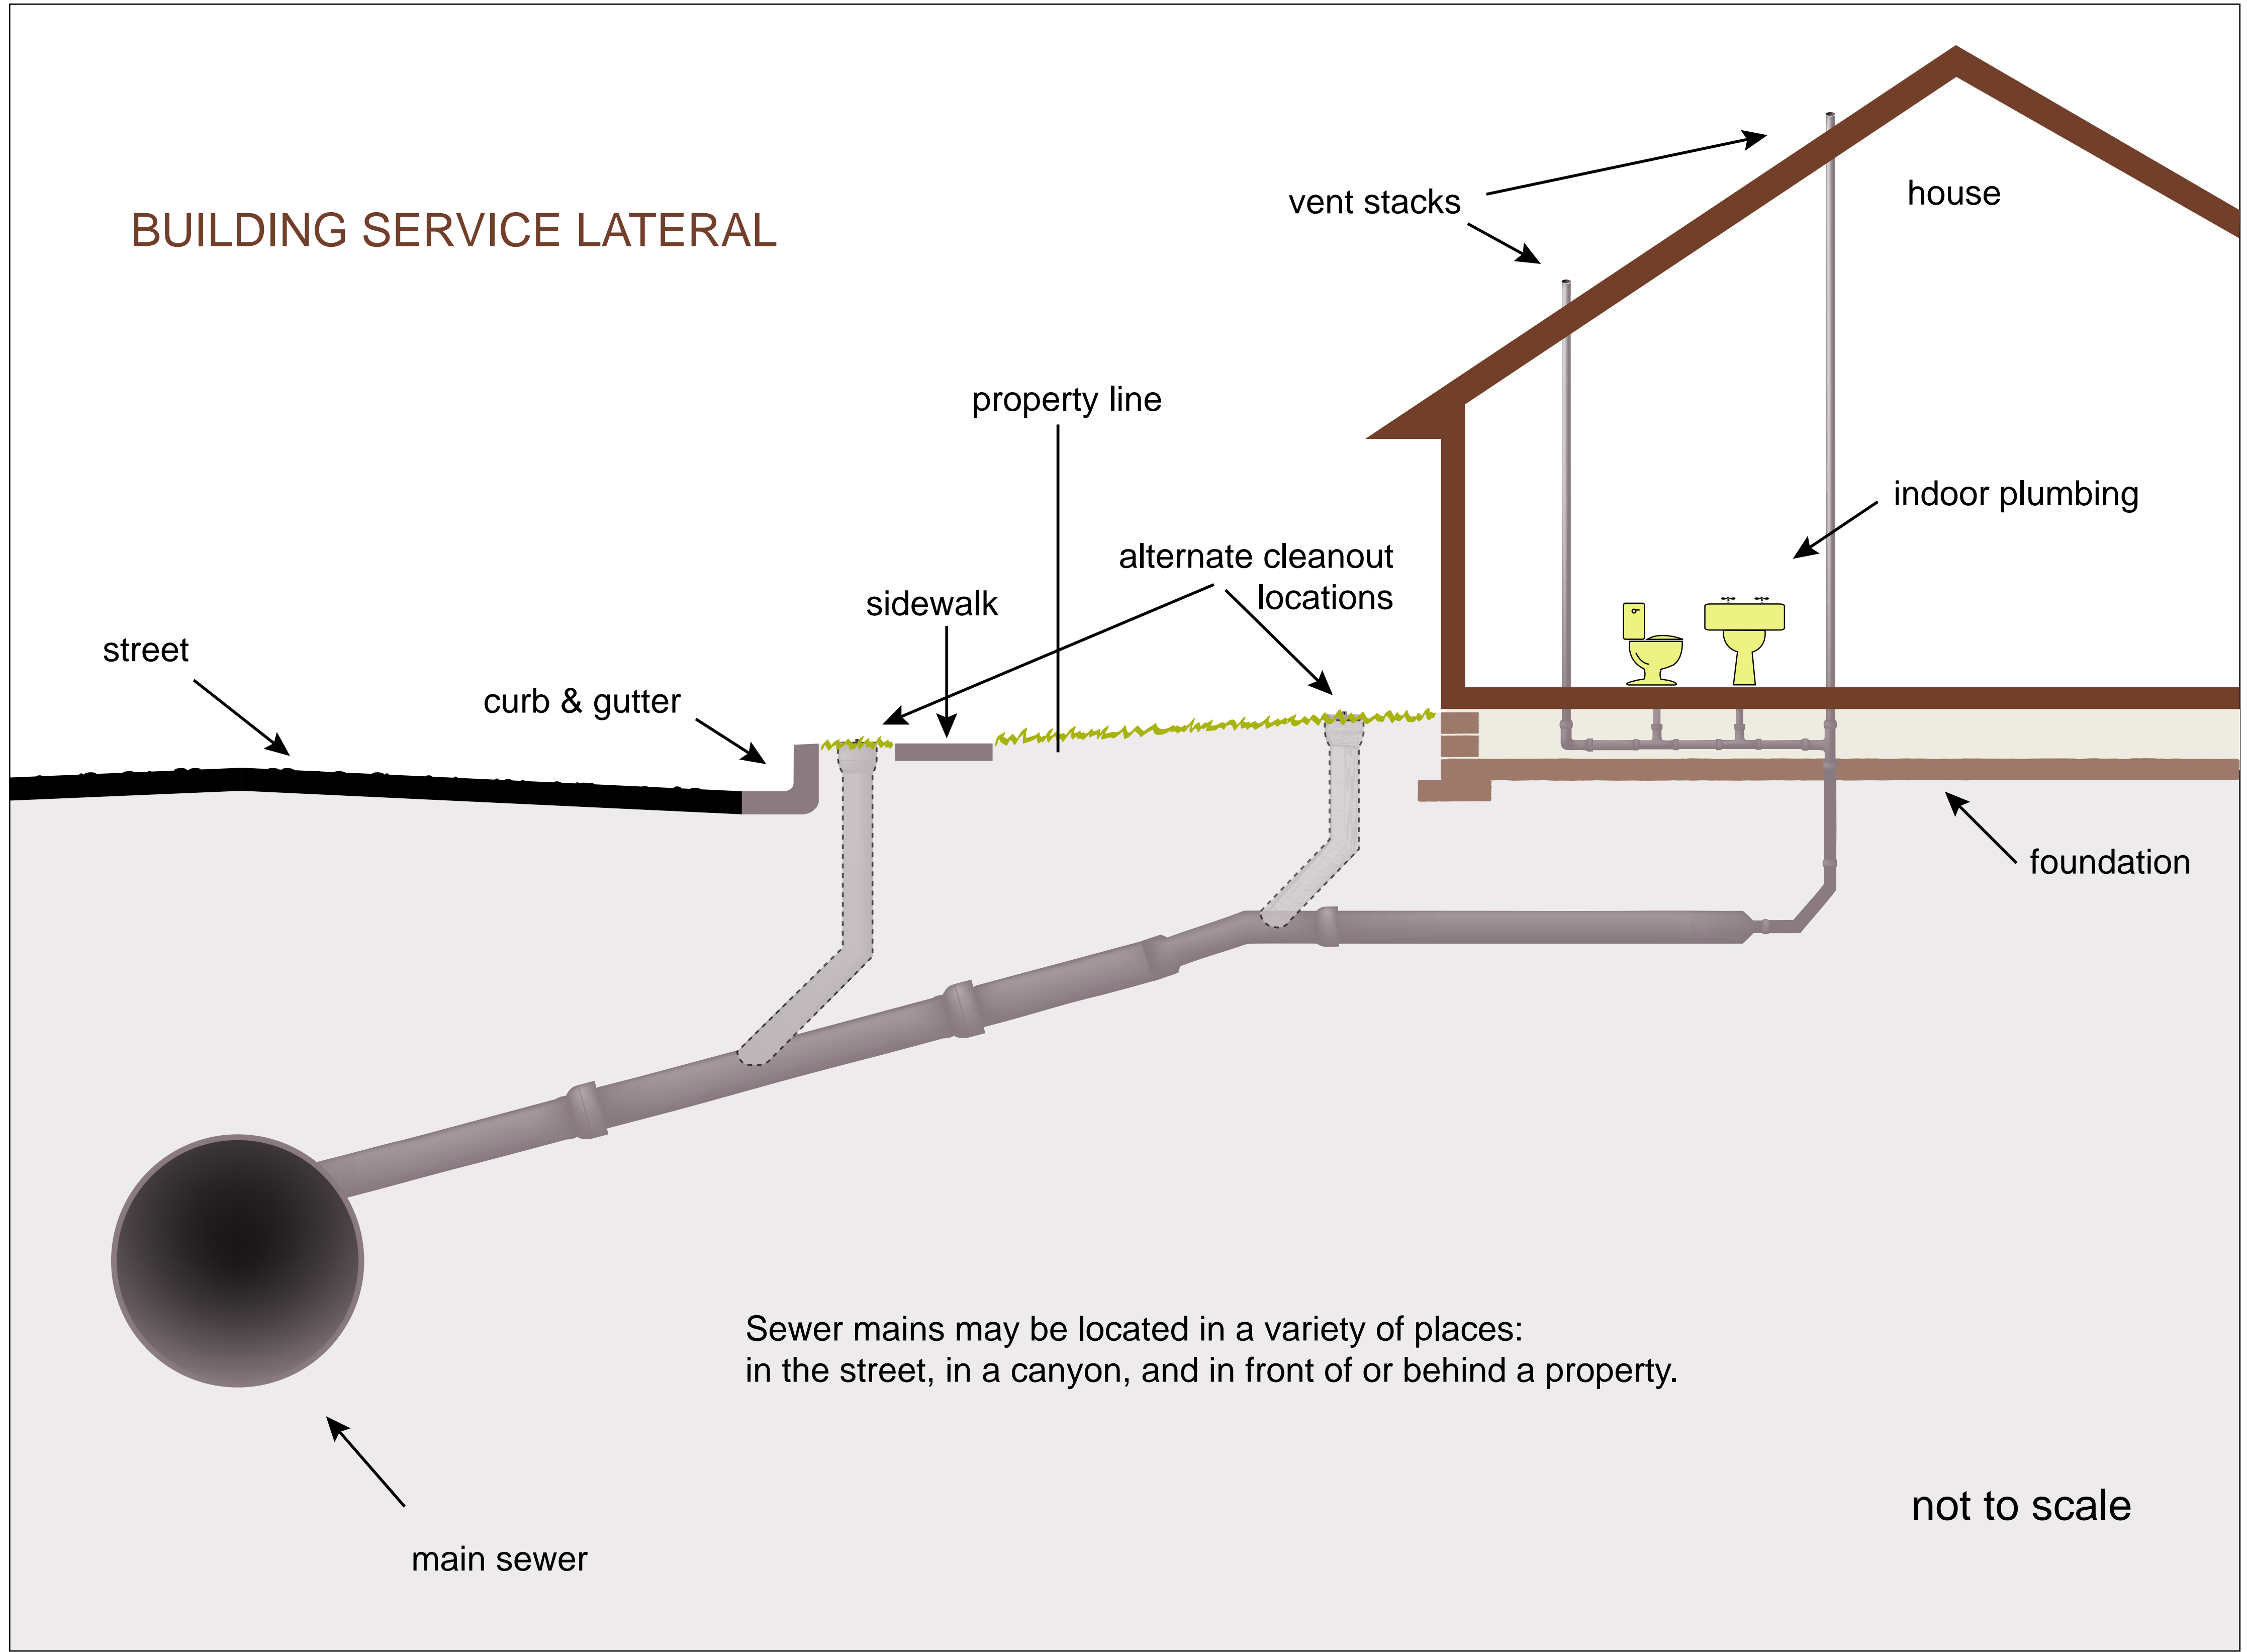 BUILDING SERVICE LATERAL
vent stacks
house
property line
indoor plumbing
alternate cleanout
locations
sidewalk
street
curb & gutter
foundation
Sewer mains may be located in a variety of places:
in the street, in a canyon, and in front of or behind a property.
not to scale
main sewer